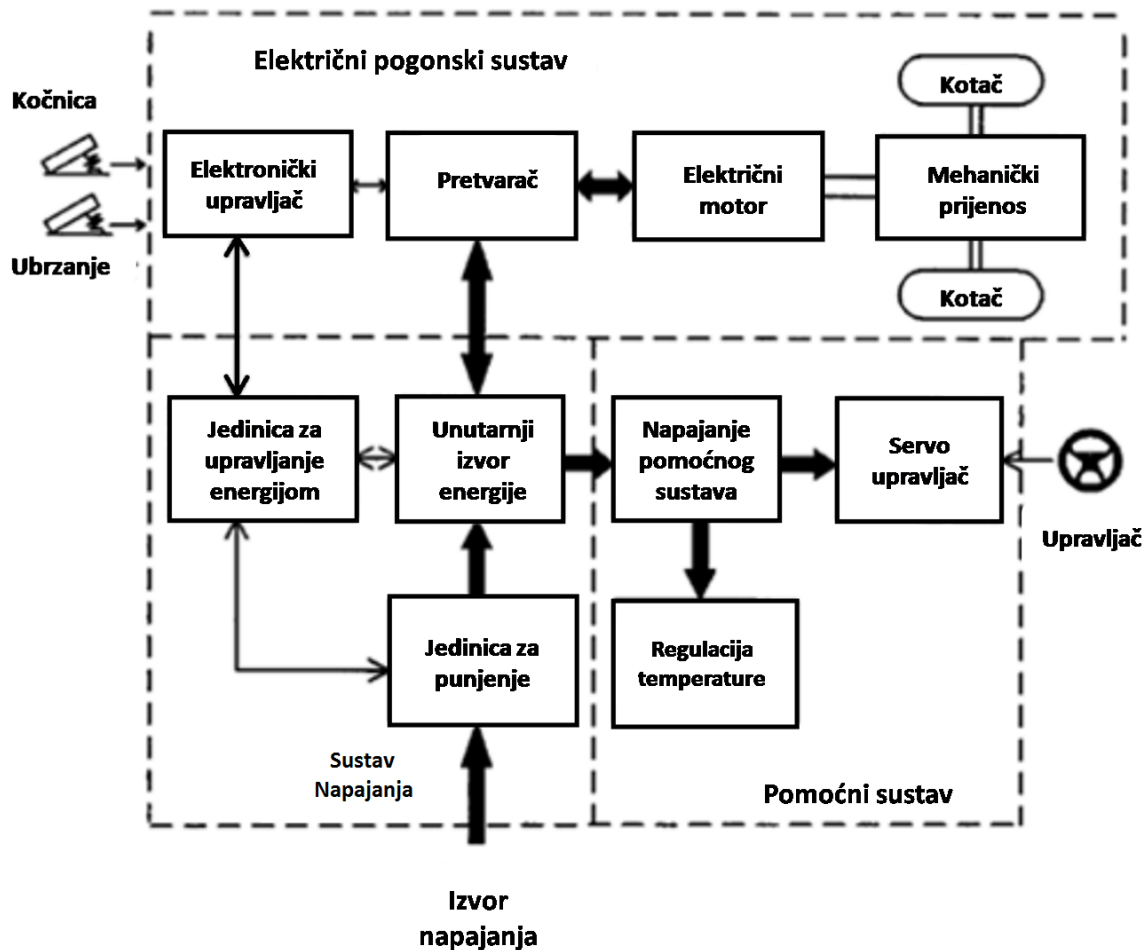 Električni pogonski sustav
Kotač
Kočnica
Elektronički
upravljač
Pretvarač
Električni
motor
Mehanički
prijenos
Ubrzanje
Kotač
Jedinica za
upravljanje
energijom
Unutarnji
izvor
energije
Napajanje
pomoćnog
sustava
Servo
upravljač
Upravljač
Jedinica za
punjenje
Regulacija
temperature
Sustav
Napajanja
Pomoćni sustav
Izvor
napajanja